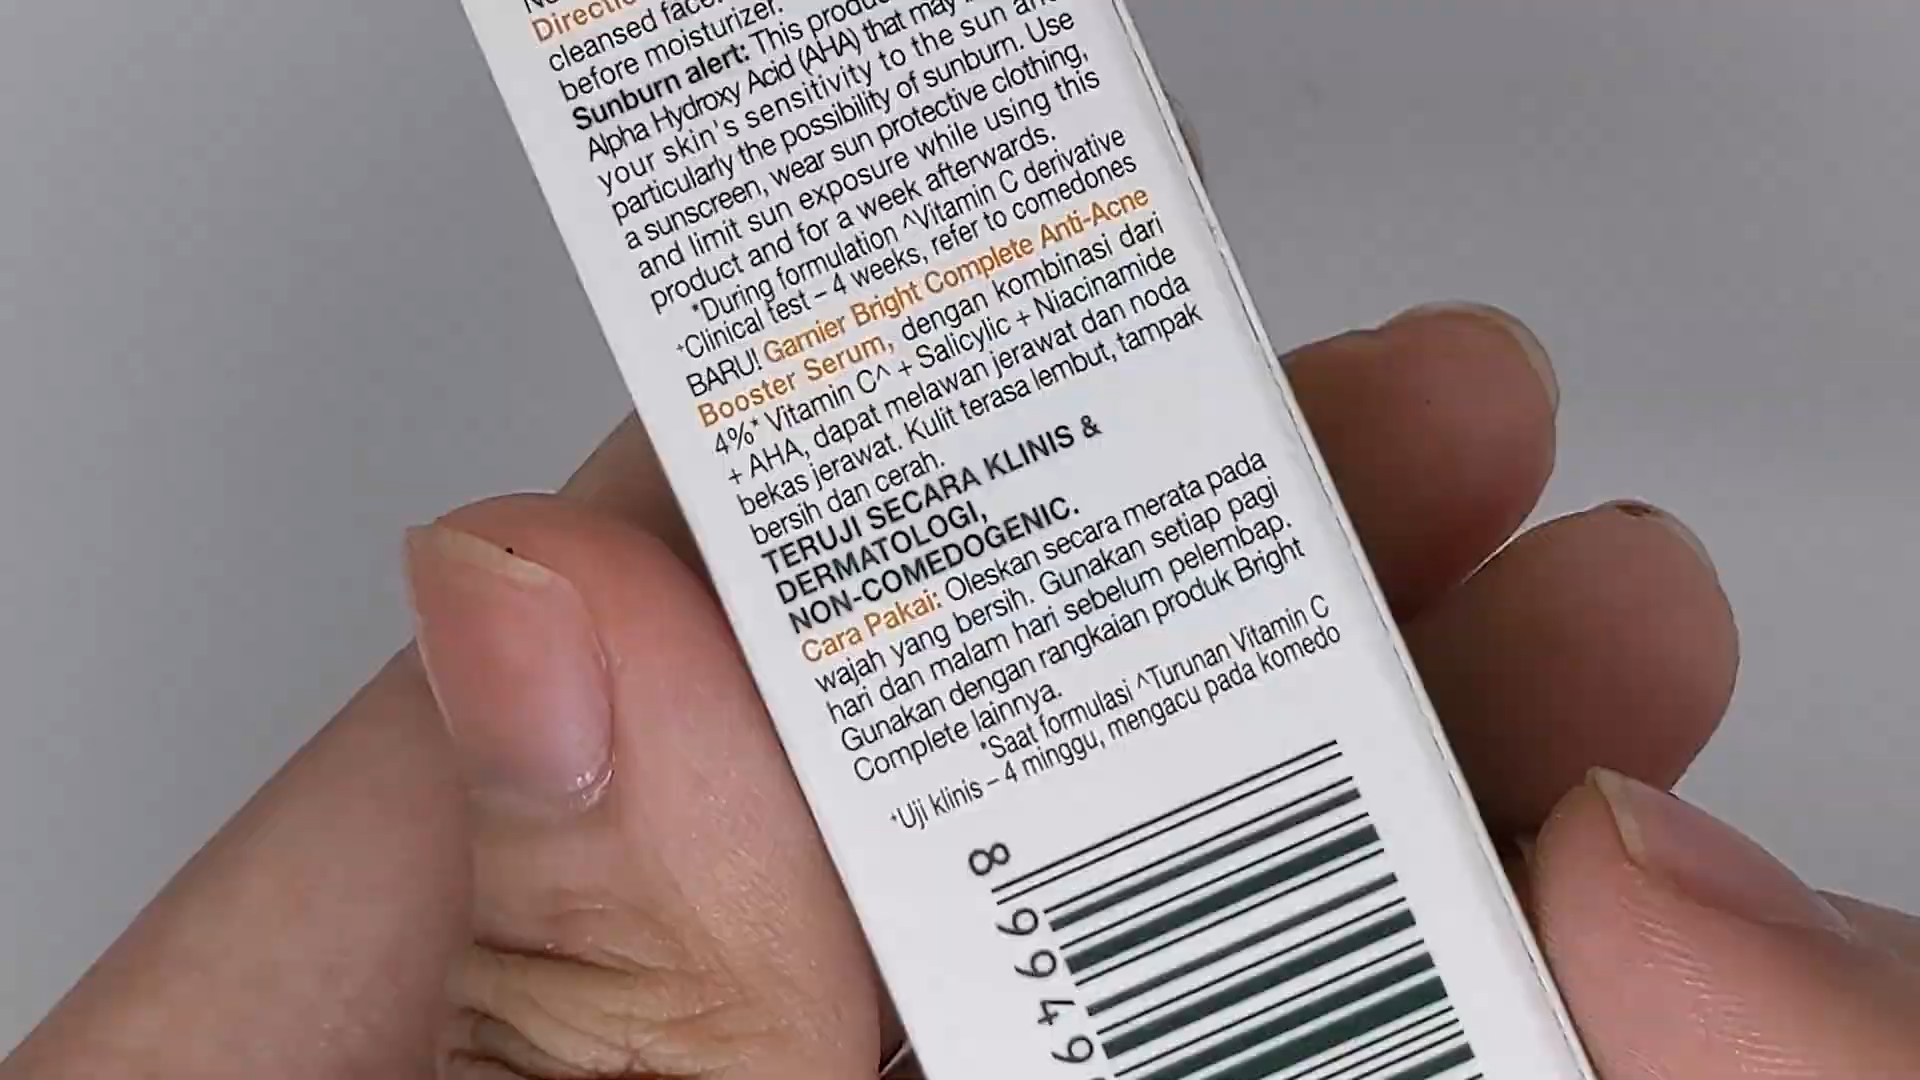 Directio
cleansed face.
before moisturizer.
Sunburn alert: This produ
Alpha Hydroxy Acid (AHA) that may
your skin's sensitivity to the sun and
particularly the possibility of sunburn. Use
a sunscreen, wear sun protective clothing,
and limit sun exposure while using this
product and for a week afterwards.
*During formulation ^Vitamin C derivative
⁺Clinical test – 4 weeks, refer to comedones
BARU! Garnier Bright Complete Anti-Acne
Booster Serum, dengan kombinasi dari
4%* Vitamin C^ + Salicylic + Niacinamide
+ AHA, dapat melawan jerawat dan noda
bekas jerawat. Kulit terasa lembut, tampak
bersih dan cerah.
TERUJI SECARA KLINIS &
DERMATOLOGI,
NON-COMEDOGENIC.
Cara Pakai: Oleskan secara merata pada
wajah yang bersih. Gunakan setiap pagi
hari dan malam hari sebelum pelembap.
Gunakan dengan rangkaian produk Bright
Complete lainnya.
*Saat formulasi ^Turunan Vitamin C
⁺Uji klinis – 4 minggu, mengacu pada komedo
8 99499